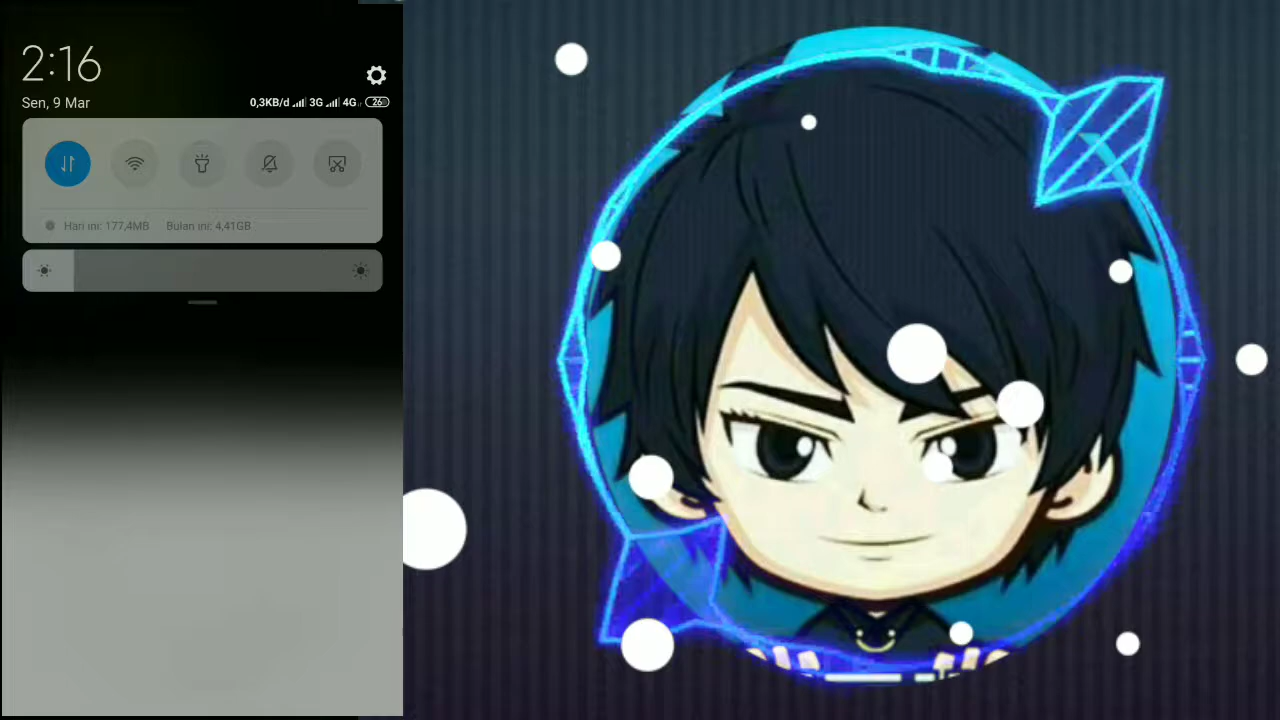 2:16
Sen, 9 Mar
0,3KB/d 3G 4G 26
Hari ini: 177,4MB Bulan ini: 4,41GB